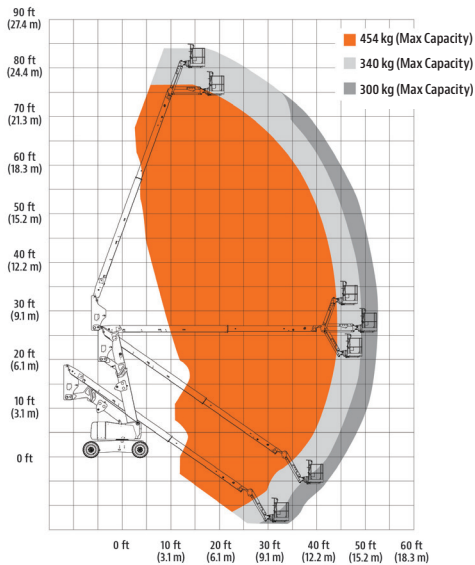 90 ft
(27.4 m)
80 ft
(24.4 m)
70 ft
(21.3 m)
60 ft
(18.3 m)
50 ft
(15.2 m)
40 ft
(12.2 m)
30 ft
(9.1 m)
20 ft
(6.1 m)
10 ft
(3.1 m)
0 ft
454 kg (Max Capacity)
340 kg (Max Capacity)
300 kg (Max Capacity)
0 ft 10 ft 20 ft 30 ft 40 ft 50 ft 60 ft
(3.1 m) (6.1 m) (9.1 m) (12.2 m) (15.2 m) (18.3 m)